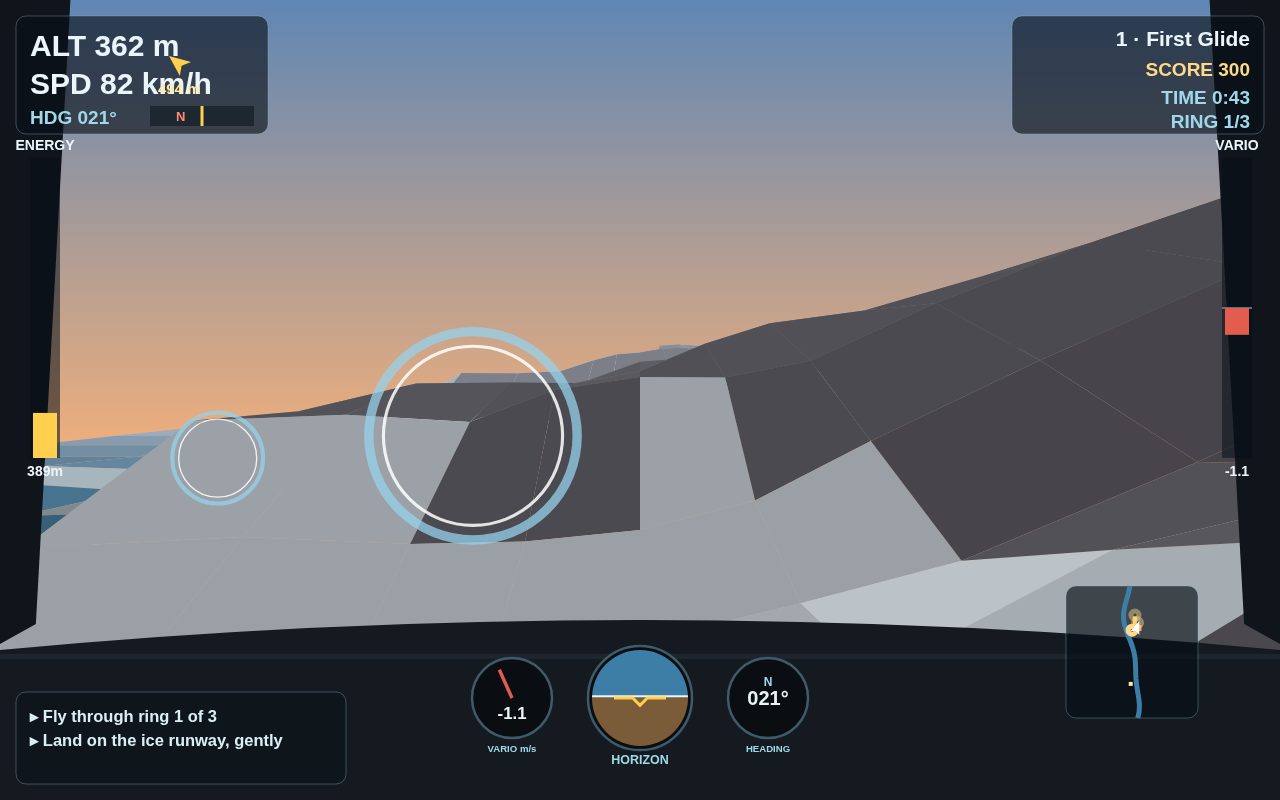 ALT 362 m
SPD 82 km/h
494 m
HDG 021°
N
ENERGY
389m
1 · First Glide
SCORE 300
TIME 0:43
RING 1/3
VARIO
-1.1
▸ Fly through ring 1 of 3
▸ Land on the ice runway, gently
-1.1
VARIO m/s
HORIZON
N
021°
HEADING